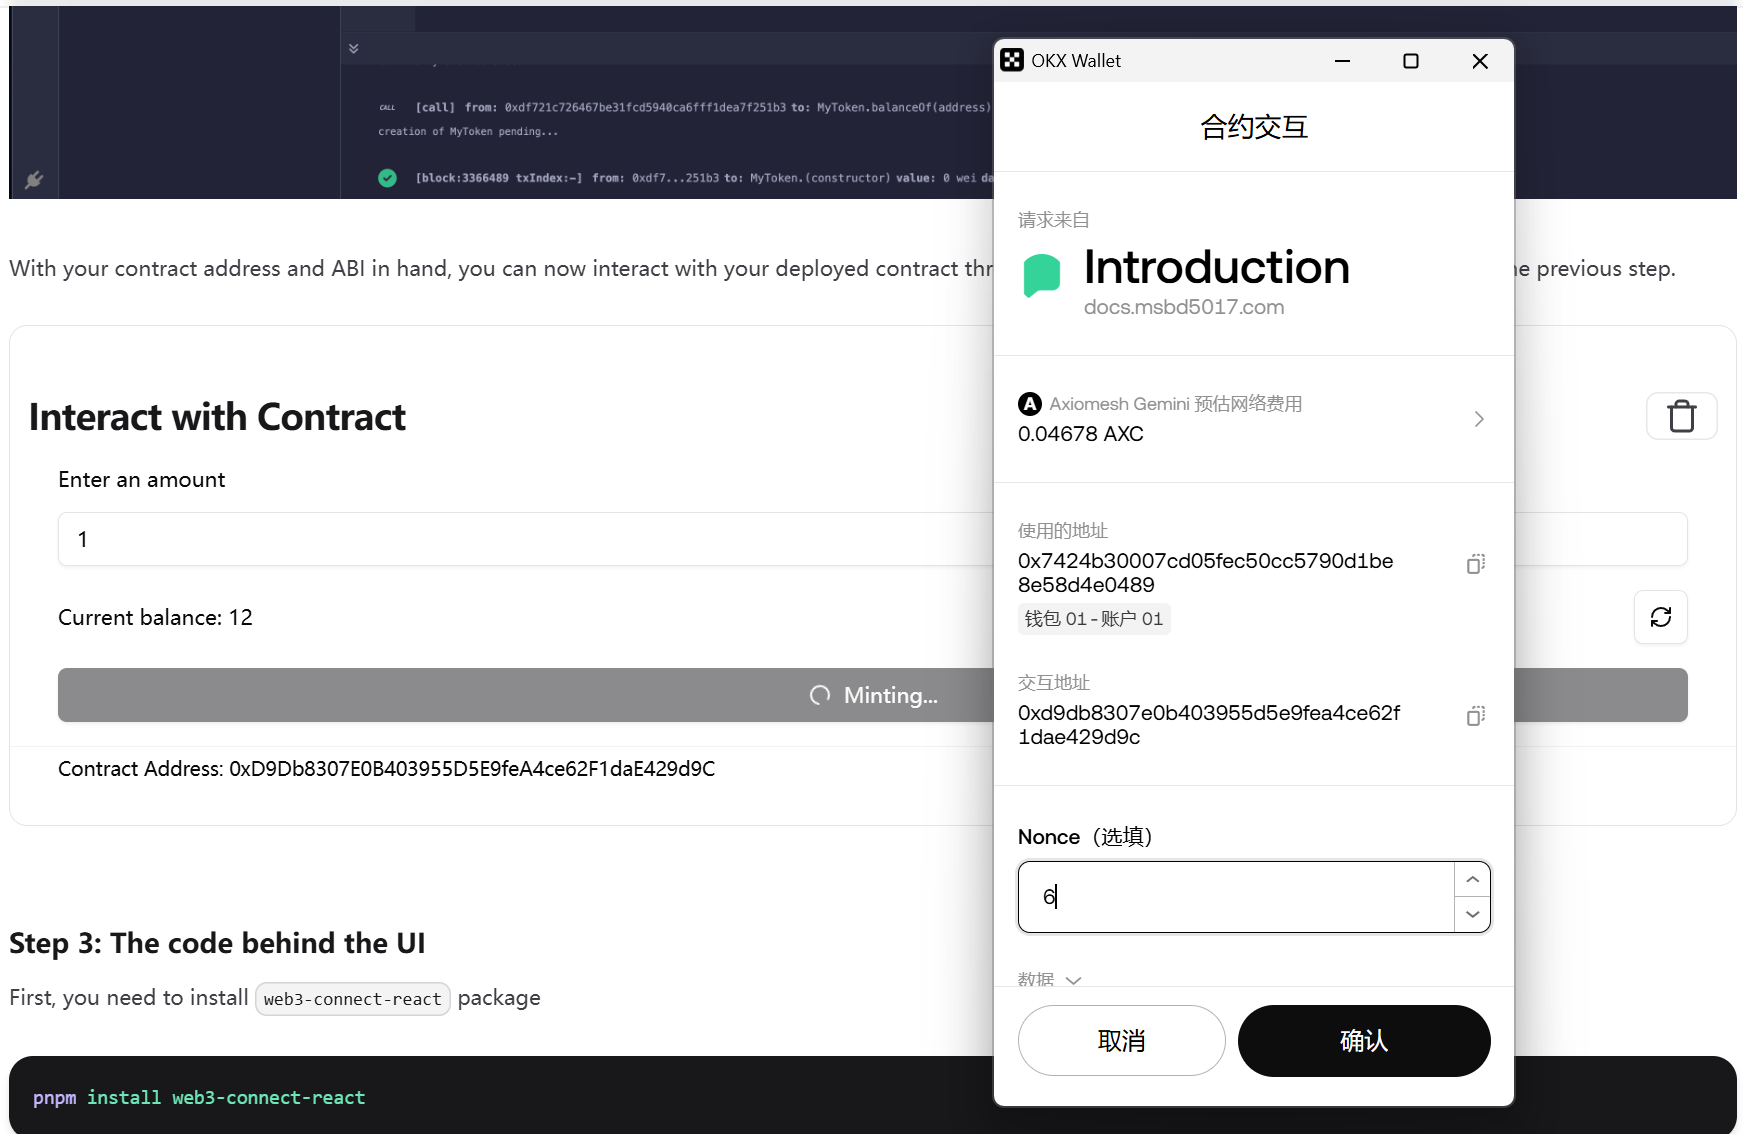 CALL [call] from: 0xdf721c726467be31fcd5940ca6fff1dea7f251b3 to: MyToken.balanceOf(address)
creation of MyToken pending...
[block:3366489 txIndex:-] from: 0xdf7...251b3 to: MyToken.(constructor) value: 0 wei da
With your contract address and ABI in hand, you can now interact with your deployed contract thr
e previous step.
Interact with Contract
Enter an amount
1
Current balance: 12
Minting...
Contract Address: 0xD9Db8307E0B403955D5E9feA4ce62F1daE429d9C
Step 3: The code behind the UI
First, you need to install web3-connect-react package
pnpm install web3-connect-react
OKX Wallet
合约交互
请求来自
Introduction
docs.msbd5017.com
Axiomesh Gemini 预估网络费用
0.04678 AXC
使用的地址
0x7424b30007cd05fec50cc5790d1be
8e58d4e0489
钱包 01 - 账户 01
交互地址
0xd9db8307e0b403955d5e9fea4ce62f
1dae429d9c
Nonce（选填）
6
数据
取消
确认